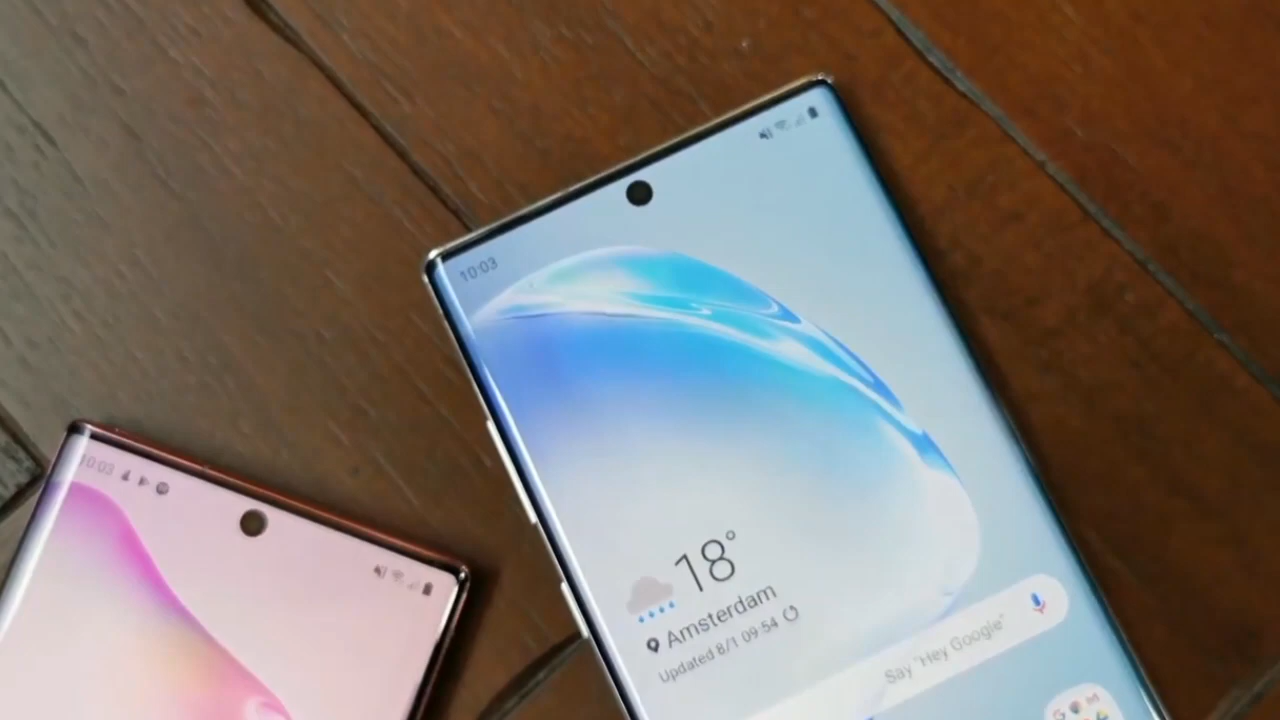 10:03
18°
Amsterdam
Updated 8/1 09:54
Say "Hey Google"
10:03